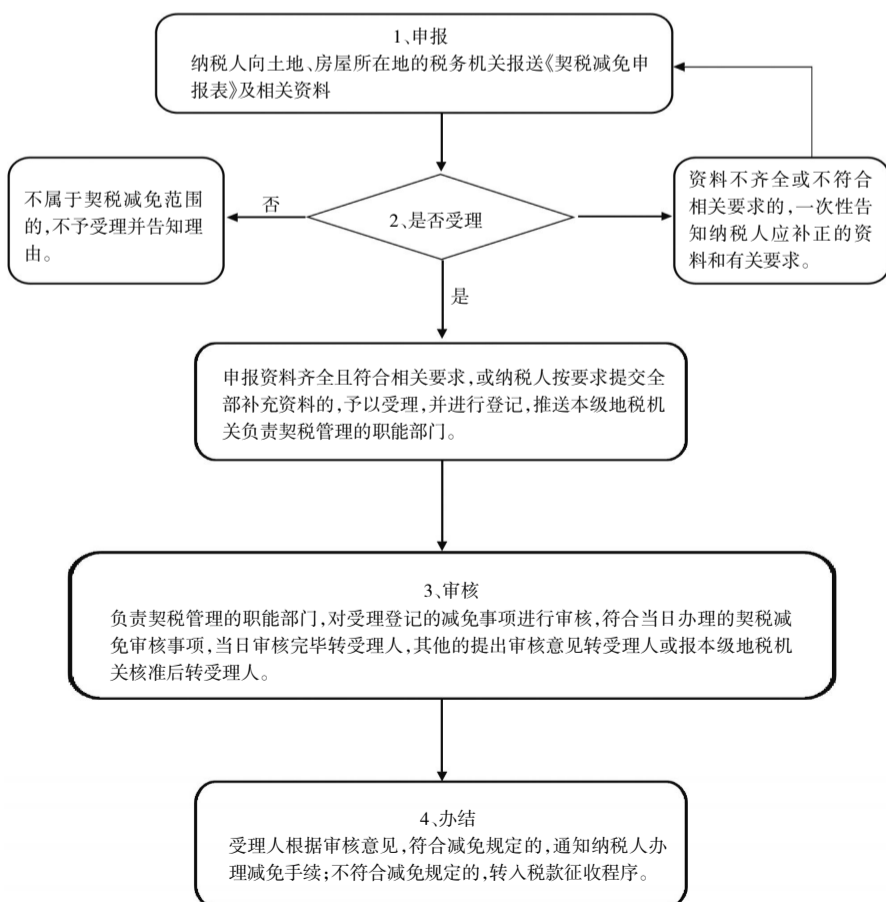 1、申报
纳税人向土地、房屋所在地的税务机关报送《契税减免申
报表》及相关资料
不属于契税减免范围
的,不予受理并告知理
由。
否
2、是否受理
资料不齐全或不符合
相关要求的,一次性告
知纳税人应补正的资
料和有关要求。
是
申报资料齐全且符合相关要求,或纳税人按要求提交全
部补充资料的,予以受理,并进行登记,推送本级地税机
关负责契税管理的职能部门。
3、审核
负责契税管理的职能部门,对受理登记的减免事项进行审核,符合当日办理的契税减
免审核事项,当日审核完毕转受理人,其他的提出审核意见转受理人或报本级地税机
关核准后转受理人。
4、办结
受理人根据审核意见,符合减免规定的,通知纳税人办
理减免手续;不符合减免规定的,转入税款征收程序。